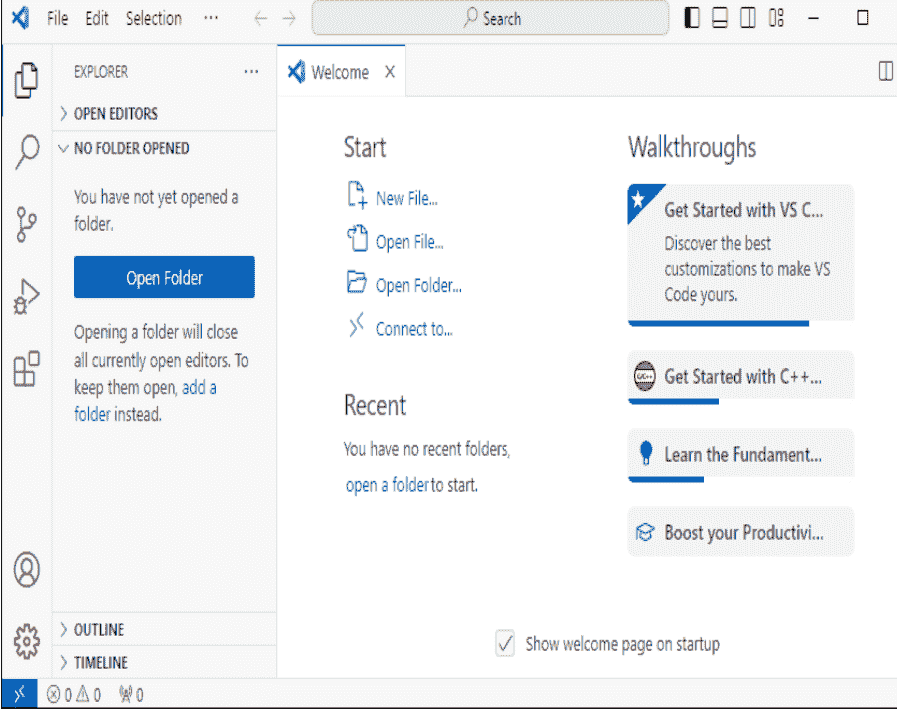 File Edit Selection ... Search
EXPLORER ...
Welcome
OPEN EDITORS
NO FOLDER OPENED
You have not yet opened a
folder.
Open Folder
Opening a folder will close
all currently open editors. To
keep them open, add a
folder instead.
OUTLINE
TIMELINE
Start
New File...
Open File...
Open Folder...
Connect to...
Recent
You have no recent folders,
open a folder to start.
Walkthroughs
Get Started with VS C...
Discover the best
customizations to make VS
Code yours.
C/C++
Get Started with C++...
Learn the Fundament...
Boost your Productivi...
Show welcome page on startup
0 0 0